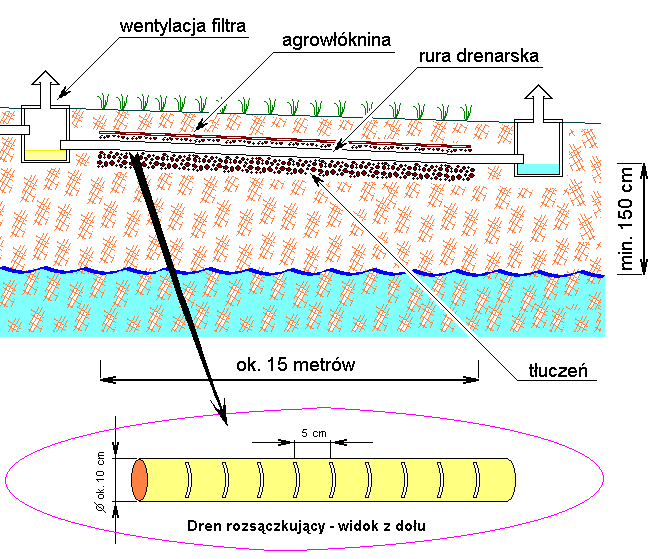 wentylacja filtra
agrowłóknina
rura drenarska
min. 150 cm
ok. 15 metrów
tłuczeń
5 cm
Ø ok. 10 cm
Dren rozsączkujący - widok z dołu